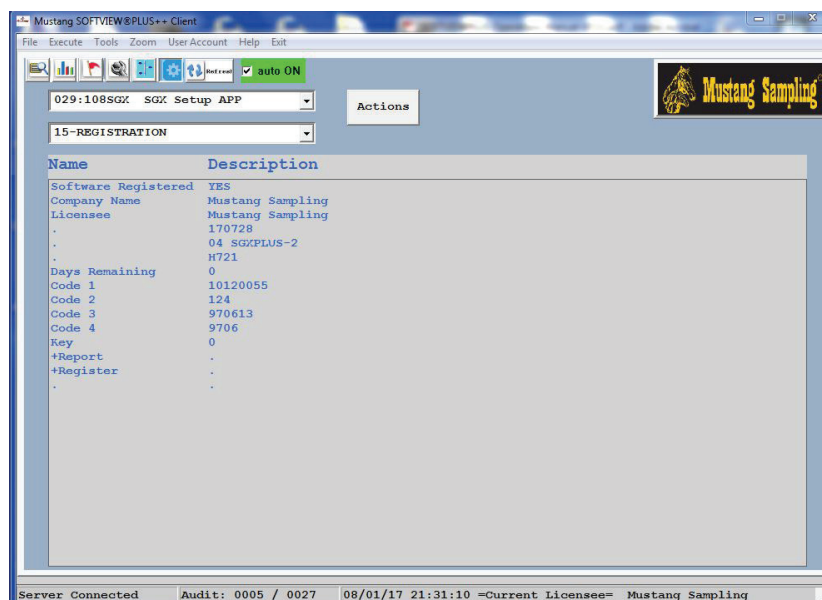 Mustang SOFTVIEW®PLUS++ Client
File Execute Tools Zoom User Account Help Exit
auto ON
Mustang Sampling
029:108SGX SGX Setup APP
Actions
15-REGISTRATION
Name Description
Software Registered YES
Company Name Mustang Sampling
Licensee Mustang Sampling
. 170728
. 04 SGXPLUS-2
. H721
Days Remaining 0
Code 1 10120055
Code 2 124
Code 3 970613
Code 4 9706
Key 0
+Report .
+Register .
. .
Server Connected Audit: 0005 / 0027 08/01/17 21:31:10 =Current Licensee= Mustang Sampling